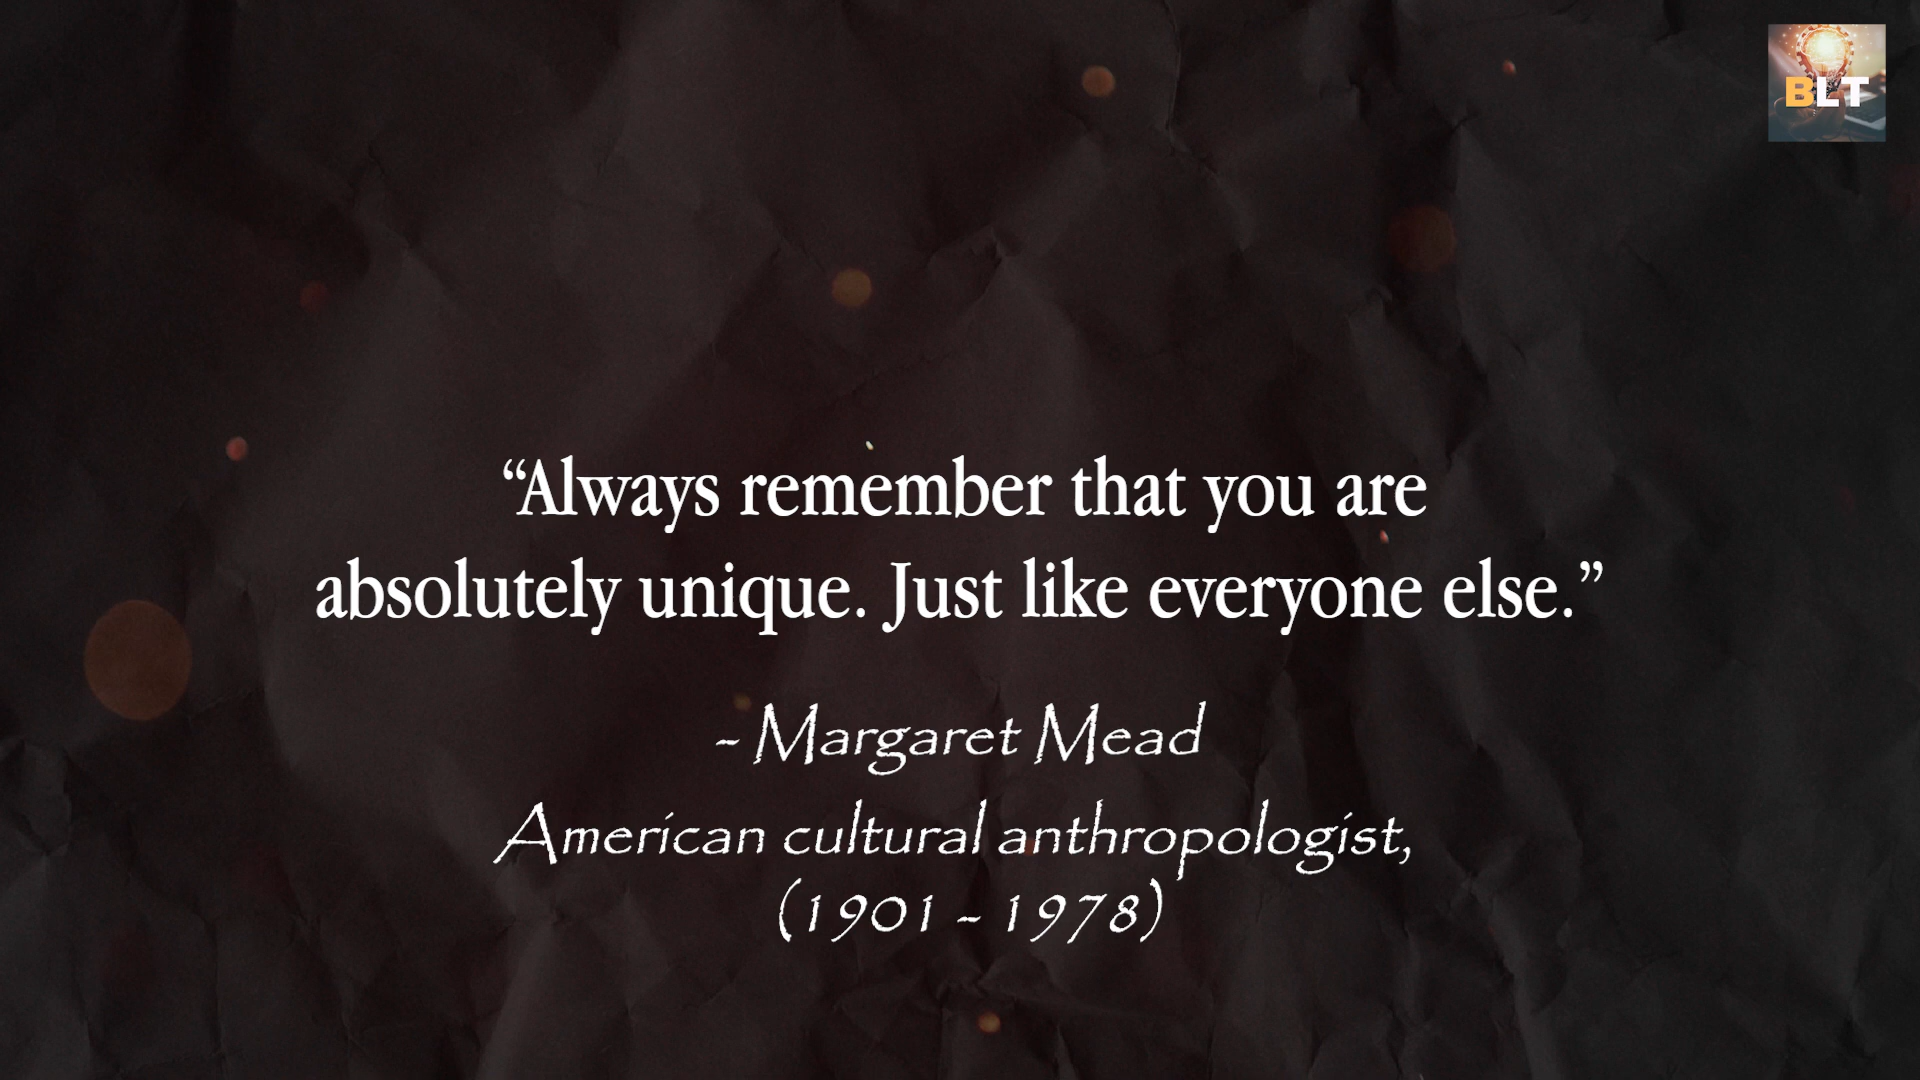 BLT
“Always remember that you are
absolutely unique. Just like everyone else.”
- Margaret Mead
American cultural anthropologist,
(1901 - 1978)